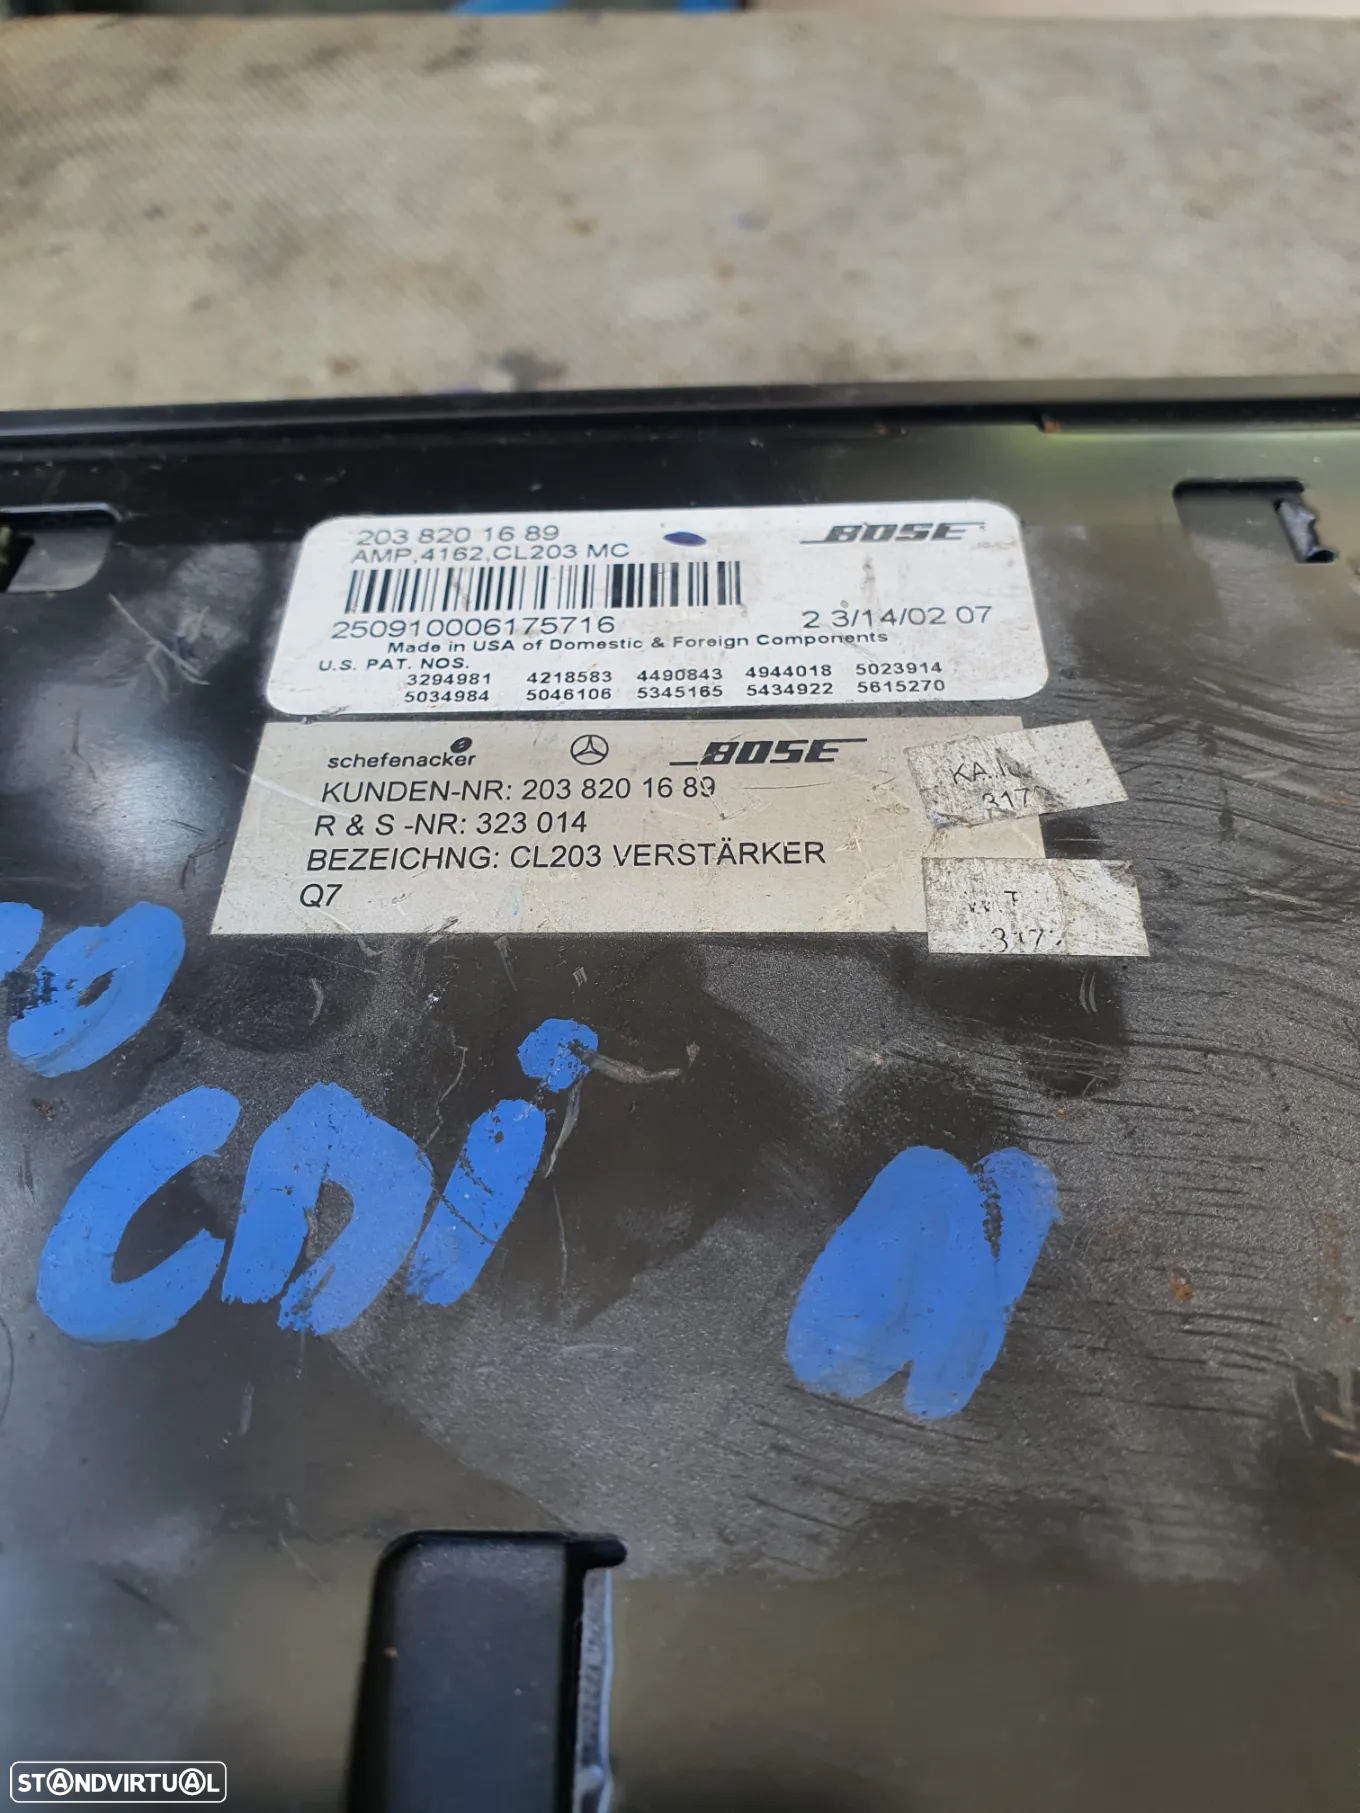 203 820 16 89
BOSE
AMP,4162,CL203 MC
250910006175716
2 3/14/02 07
Made in USA of Domestic & Foreign Components
U.S. PAT. NOS.
3294981 4218583 4490843 4944018 5023914
5034984 5046106 5345165 5434922 5615270
schefenacker BOSE
KUNDEN-NR: 203 820 16 89
R & S -NR: 323 014
BEZEICHNG: CL203 VERSTÄRKER
Q7
317
CDi
STANDVIRTUAL